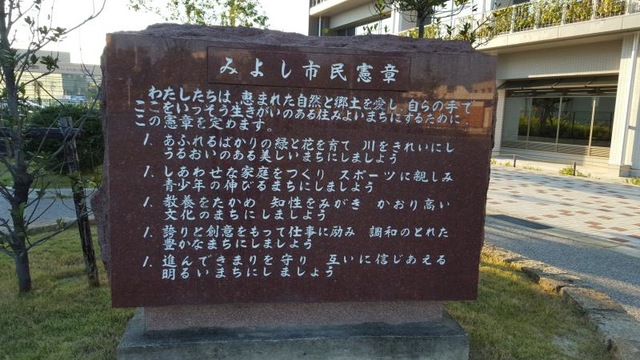 みよし市民憲章
わたしたちは、恵まれた自然と郷土を愛し、自らの手で
ここをいっそう生きがいのある住みよいまちにするために、
この憲章を定めます。
1. あふれるばかりの緑と花を育て 川をきれいにし
うるおいのある美しいまちにしましょう
1. しあわせな家庭をつくり スポーツに親しみ
青少年の伸びるまちにしましょう
1. 教養をたかめ 知性をみがき かおり高い
文化のまちにしましょう
1. 誇りと創意をもって仕事に励み 調和のとれた
豊かなまちにしましょう
1. 進んできまりを守り 互いに信じあえる
明るいまちにしましょう